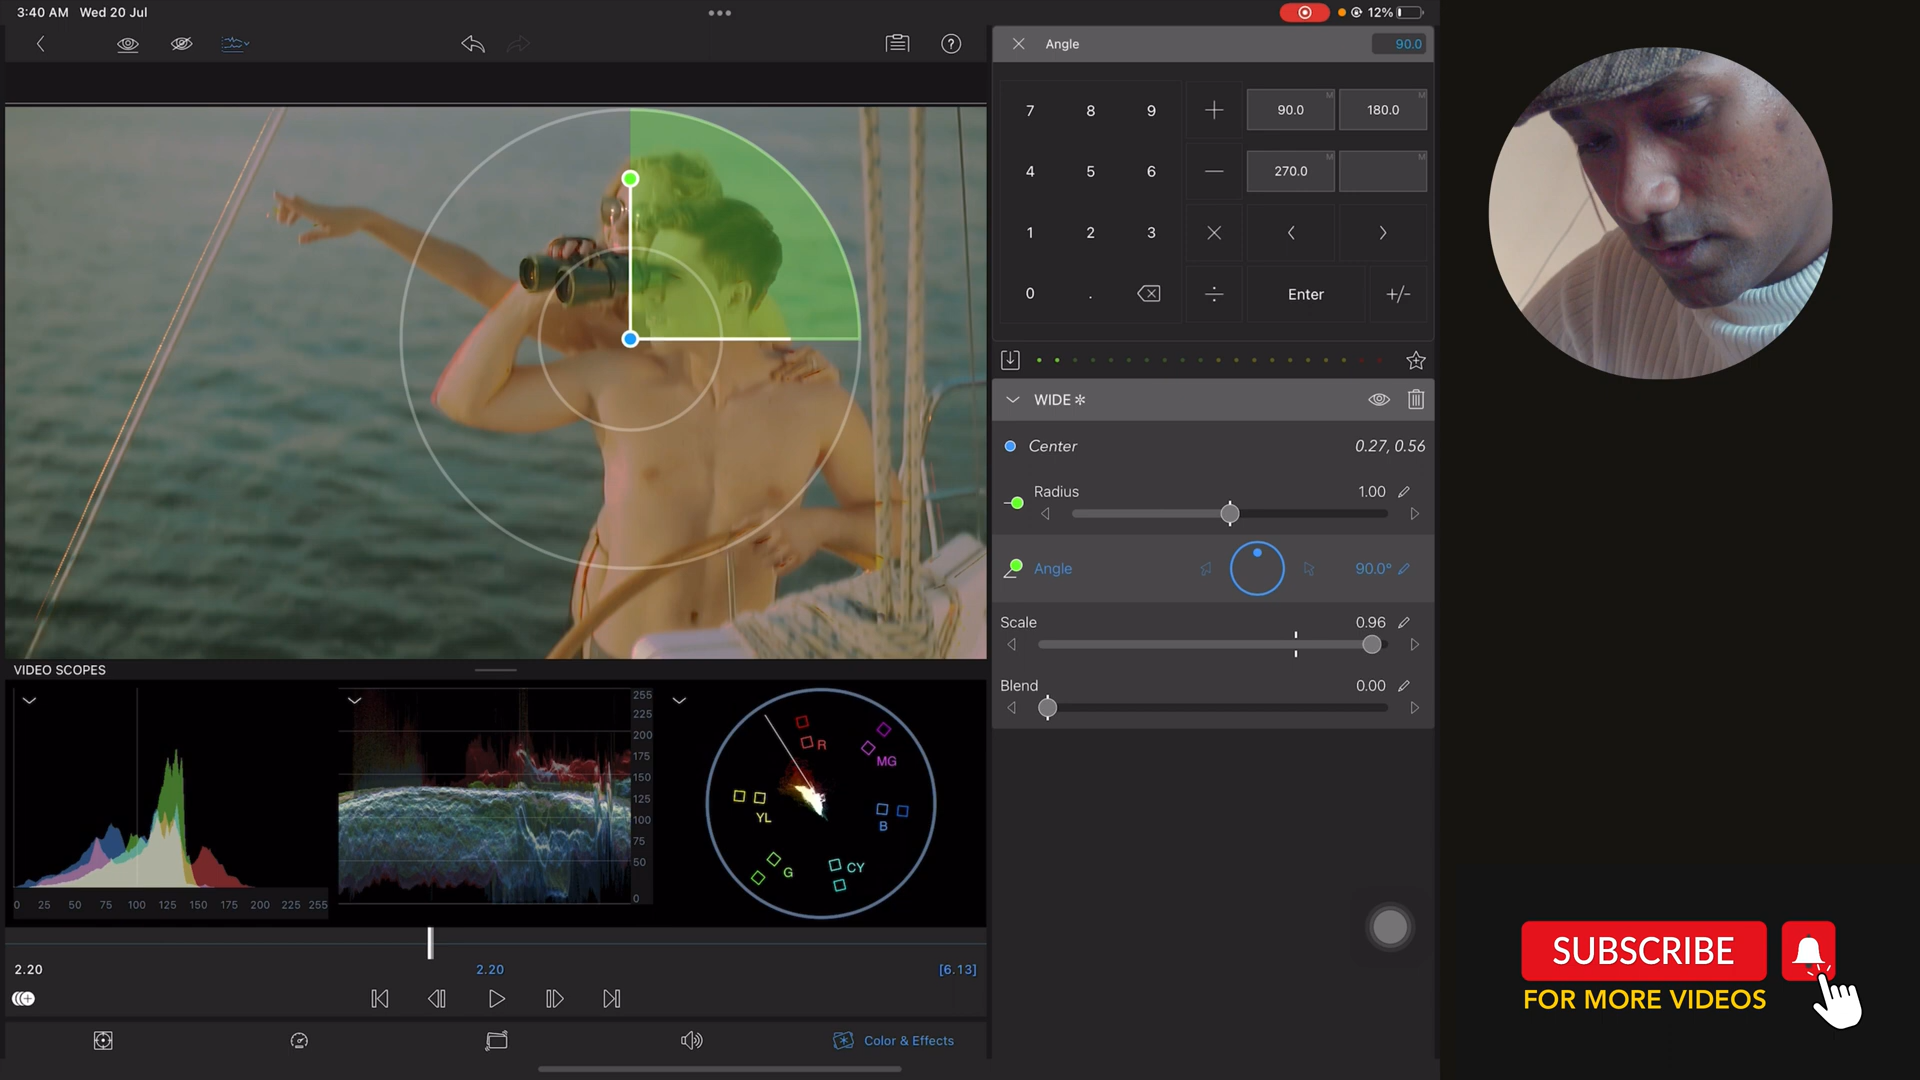 3:40 AM Wed 20 Jul
12%
Angle
90.0
7 8 9
90.0 M
180.0 M
4 5 6
270.0 M
M
1 2 3
0 .
Enter
+/-
WIDE
Center
0.27, 0.56
Radius
1.00
Angle
90.0°
Scale
0.96
Blend
0.00
VIDEO SCOPES
0 25 50 75 100 125 150 175 200 225 255
255
225
200
175
150
125
100
75
50
0
R
MG
YL
B
G
CY
2.20
2.20
[6.13]
Color & Effects
SUBSCRIBE
FOR MORE VIDEOS